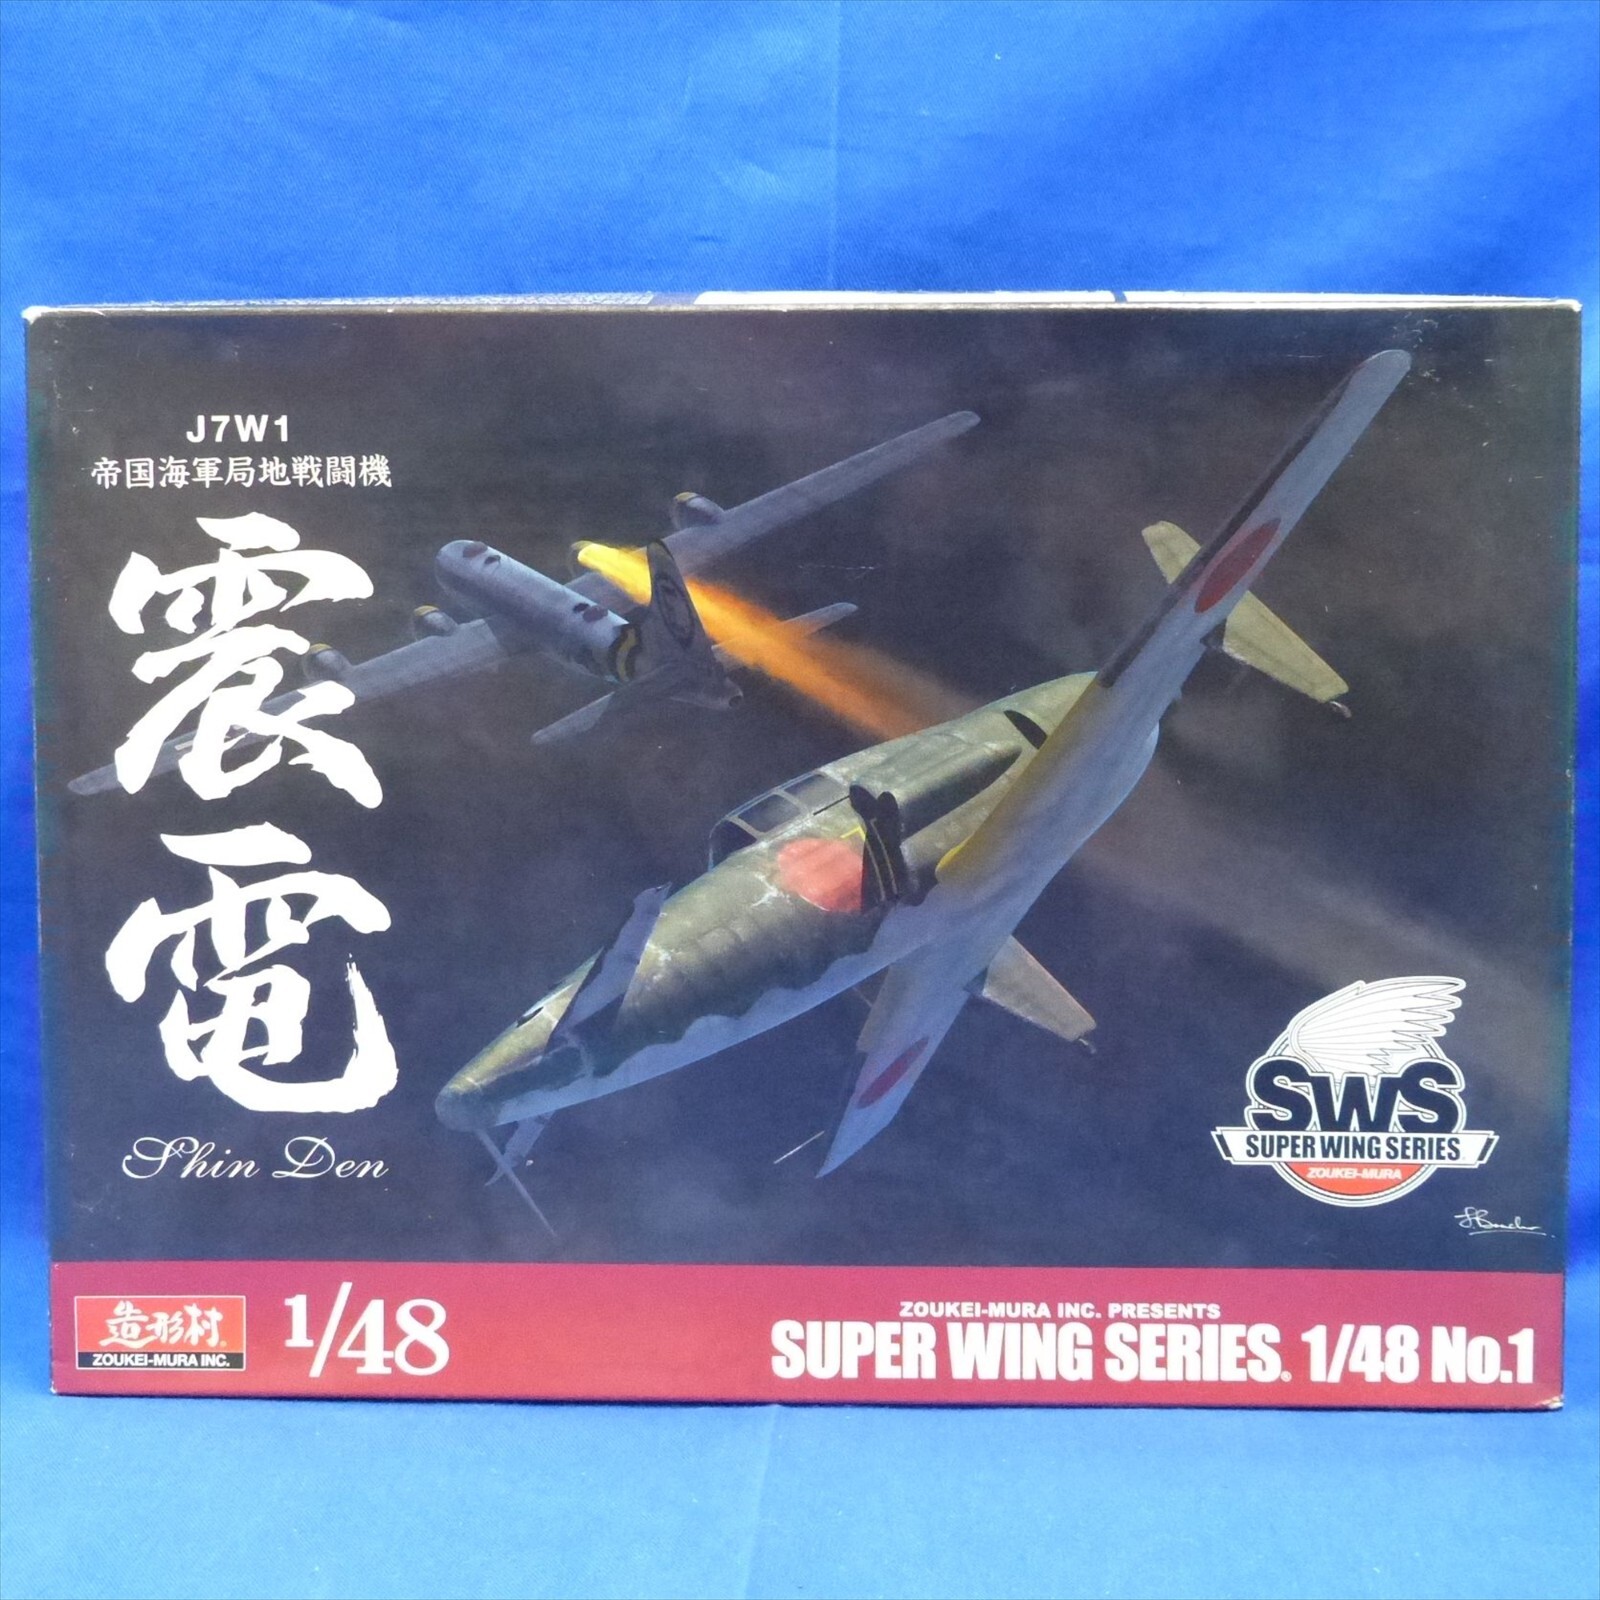 J7W1
帝国海軍局地戦闘機
震電
Shin Den
SWS
SUPER WING SERIES
ZOUKEI-MURA
造形村
ZOUKEI-MURA INC.
1/48
ZOUKEI-MURA INC. PRESENTS
SUPER WING SERIES® 1/48 No.1